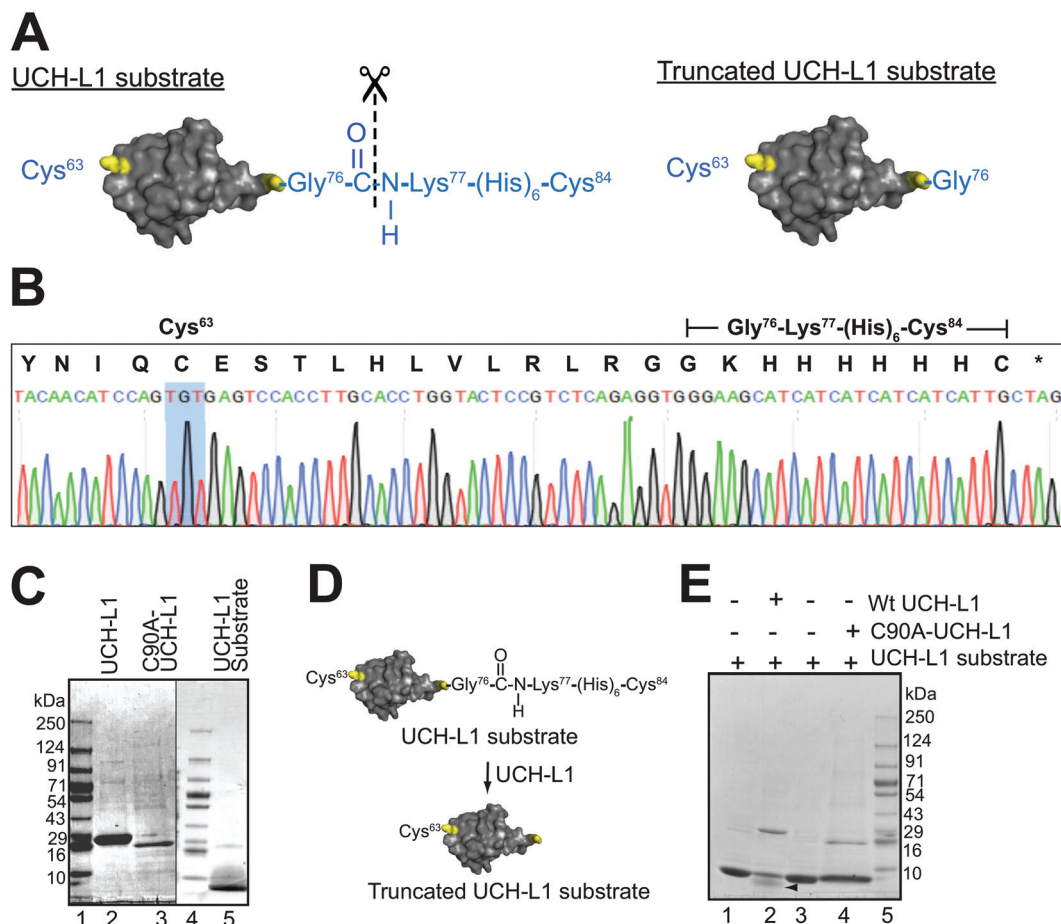 A
UCH-L1 substrate
Truncated UCH-L1 substrate
Cys⁶³
O
-Gly⁷⁶-C-N-Lys⁷⁷-(His)₆-Cys⁸⁴
H
Cys⁶³
-Gly⁷⁶
B
Cys⁶³
Gly⁷⁶-Lys⁷⁷-(His)₆-Cys⁸⁴
Y N I Q C E S T L H L V L R L R G G K H H H H H H C *
TACAACATCCAGTGTGAGTCCACCTTGCACCTGGTACTCCGTCTCAGAGGTGGGAAGCATCATCATCATCATCATTGCTAG
C
UCH-L1
C90A-
UCH-L1
UCH-L1
Substrate
kDa
250
124
91
71
54
43
29
16
10
1 2 3 4 5
D
Cys⁶³
O
-Gly⁷⁶-C-N-Lys⁷⁷-(His)₆-Cys⁸⁴
H
UCH-L1 substrate
UCH-L1
Cys⁶³
Truncated UCH-L1 substrate
E
- + - - Wt UCH-L1
- - - + C90A-UCH-L1
+ + + + UCH-L1 substrate
kDa
250
124
91
71
54
43
29
16
10
1 2 3 4 5